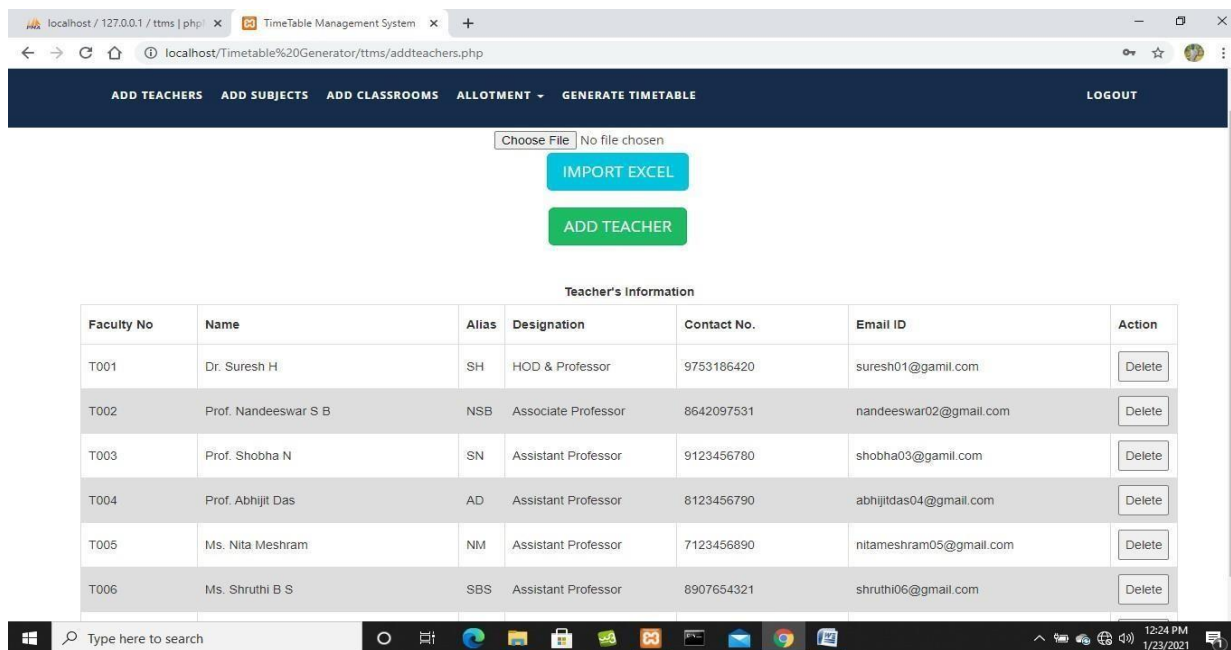 localhost / 127.0.0.1 / ttms | php
TimeTable Management System
localhost/Timetable%20Generator/ttms/addteachers.php
ADD TEACHERS ADD SUBJECTS ADD CLASSROOMS ALLOTMENT GENERATE TIMETABLE LOGOUT
Choose File No file chosen
IMPORT EXCEL
ADD TEACHER
Teacher's Information
Faculty No Name Alias Designation Contact No. Email ID Action
T001 Dr. Suresh H SH HOD & Professor 9753186420 suresh01@gamil.com Delete
T002 Prof. Nandeeswar S B NSB Associate Professor 8642097531 nandeeswar02@gmail.com Delete
T003 Prof. Shobha N SN Assistant Professor 9123456780 shobha03@gamil.com Delete
T004 Prof. Abhijit Das AD Assistant Professor 8123456790 abhijitdas04@gmail.com Delete
T005 Ms. Nita Meshram NM Assistant Professor 7123456890 nitameshram05@gmail.com Delete
T006 Ms. Shruthi B S SBS Assistant Professor 8907654321 shruthi06@gmail.com Delete
Type here to search
12:24 PM
1/23/2021